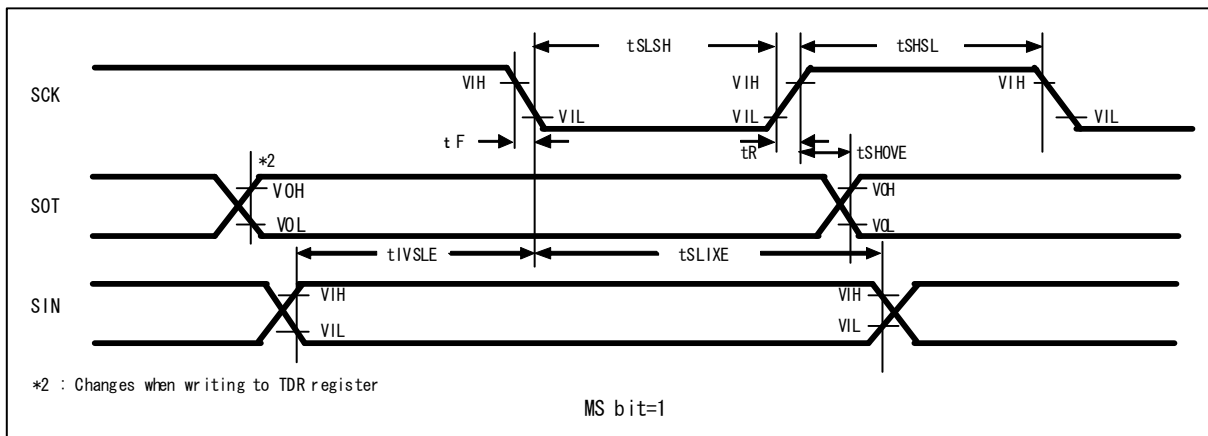 tSLSH tSHSL
SCK VIH VIH VIH
VIL VIL VIL
tF tR tSHOVE
*2
SOT VOH VOH
VOL VOL
tIVSLE tSLIXE
SIN VIH VIH
VIL VIL
*2 : Changes when writing to TDR register
MS bit=1